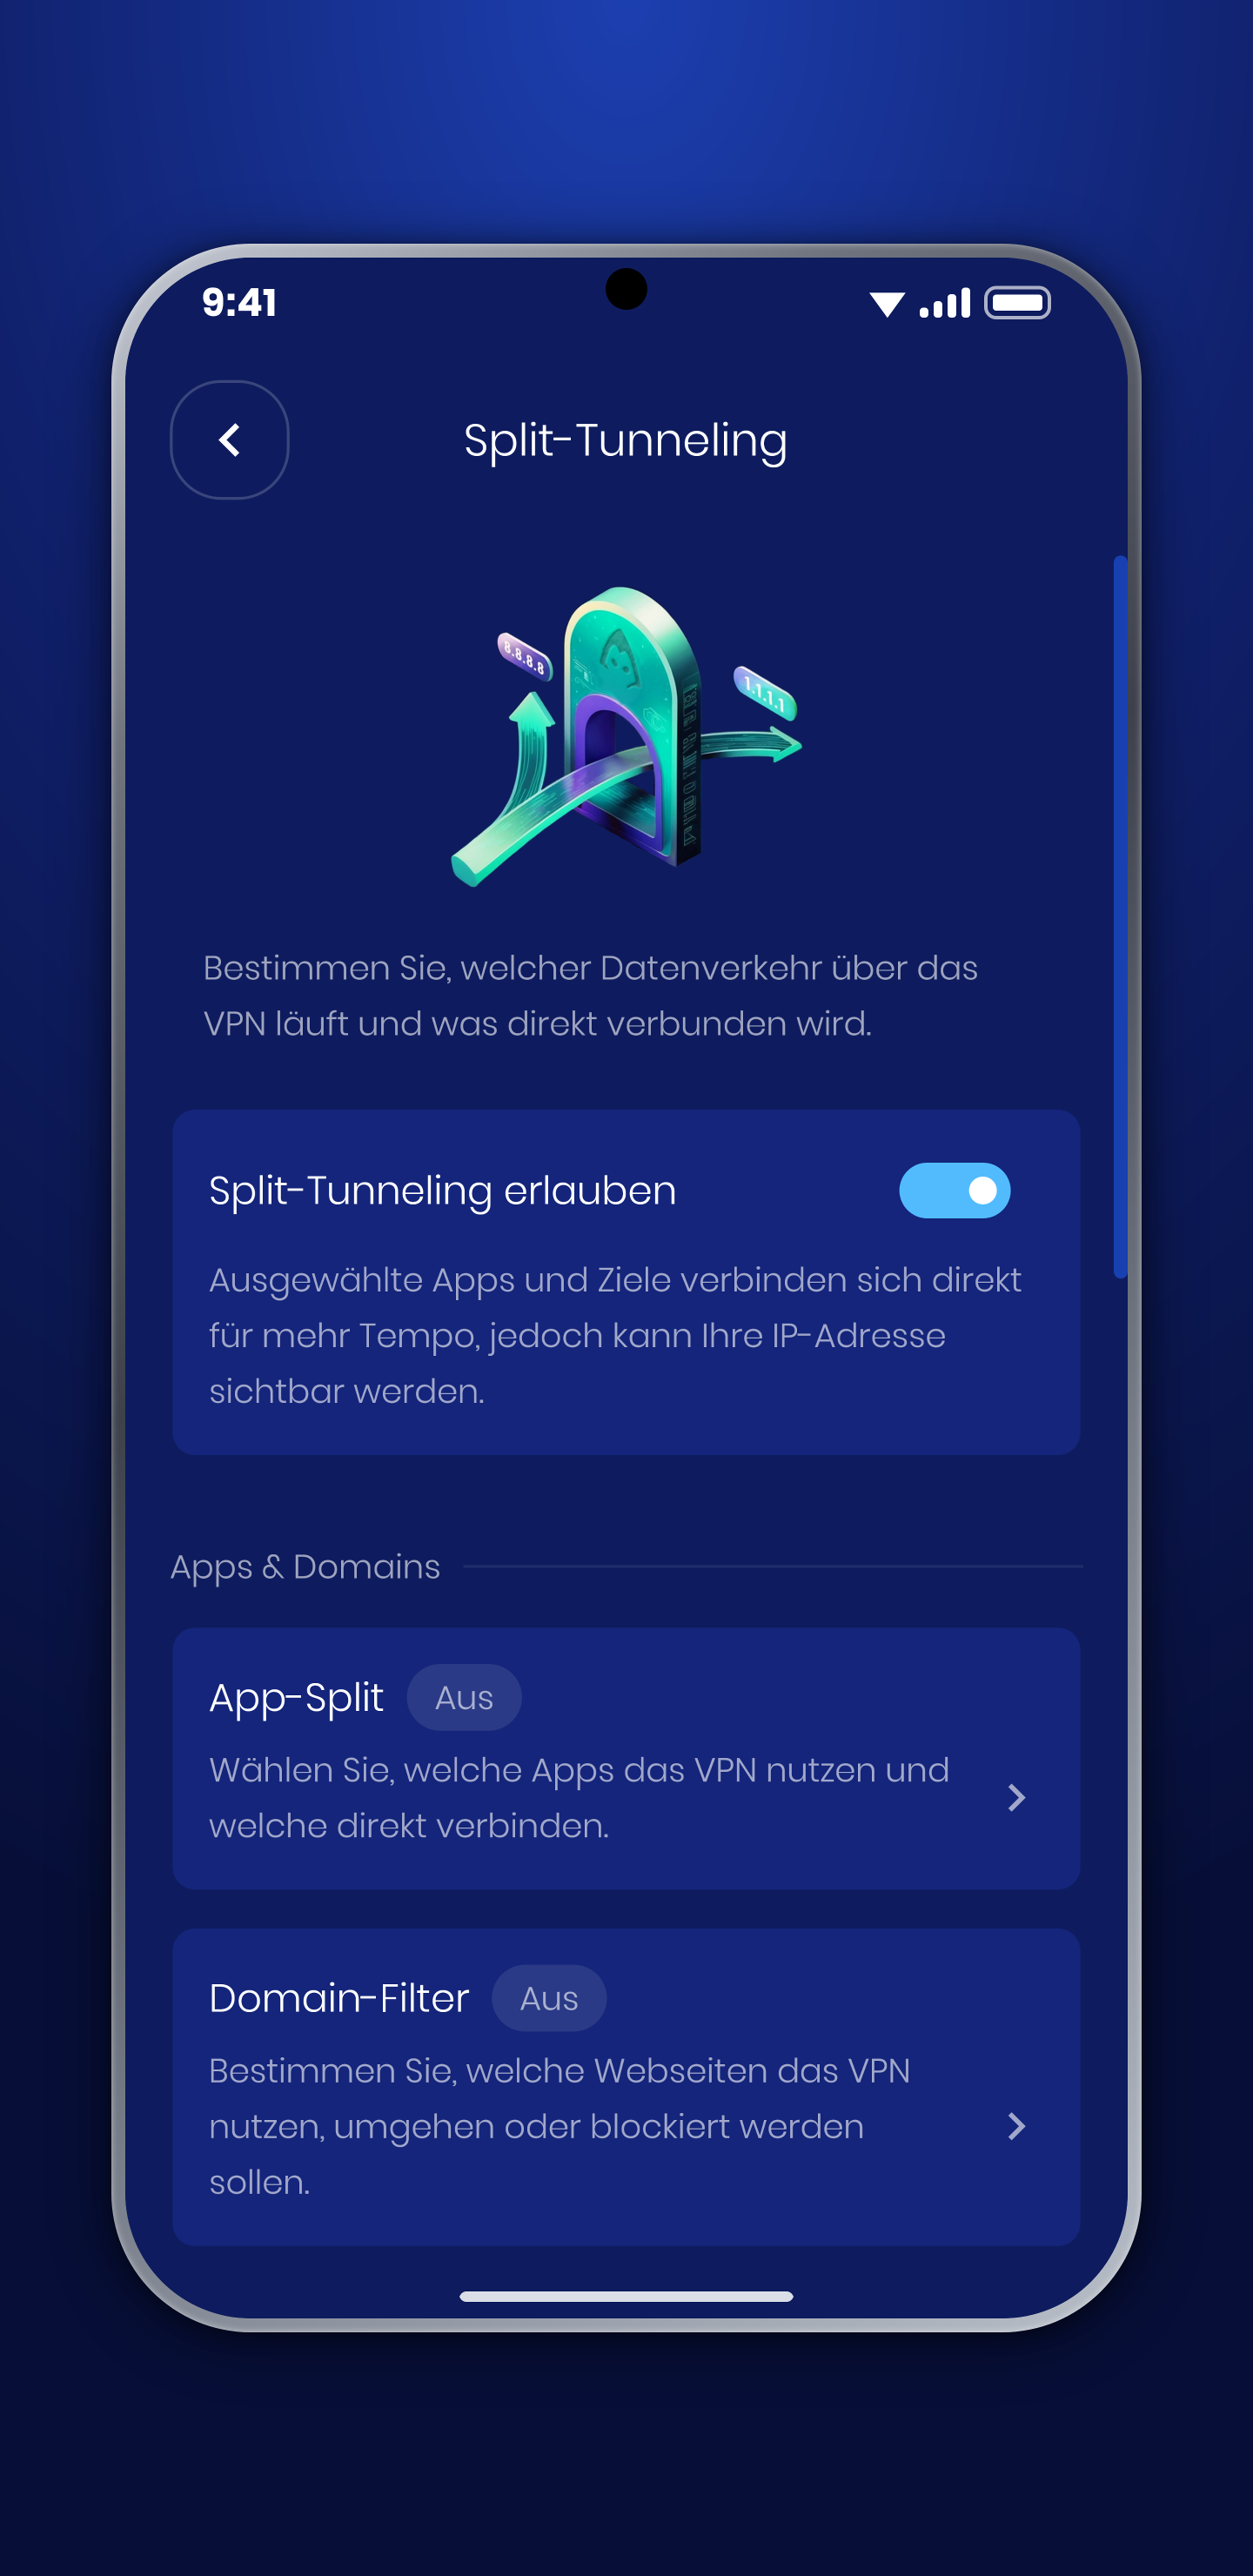 9:41
Split-Tunneling
8.8.8.8
1.1.1.1
Bestimmen Sie, welcher Datenverkehr über das
VPN läuft und was direkt verbunden wird.
Split-Tunneling erlauben
Ausgewählte Apps und Ziele verbinden sich direkt
für mehr Tempo, jedoch kann Ihre IP-Adresse
sichtbar werden.
Apps & Domains
App-Split Aus
Wählen Sie, welche Apps das VPN nutzen und
welche direkt verbinden.
Domain-Filter Aus
Bestimmen Sie, welche Webseiten das VPN
nutzen, umgehen oder blockiert werden
sollen.